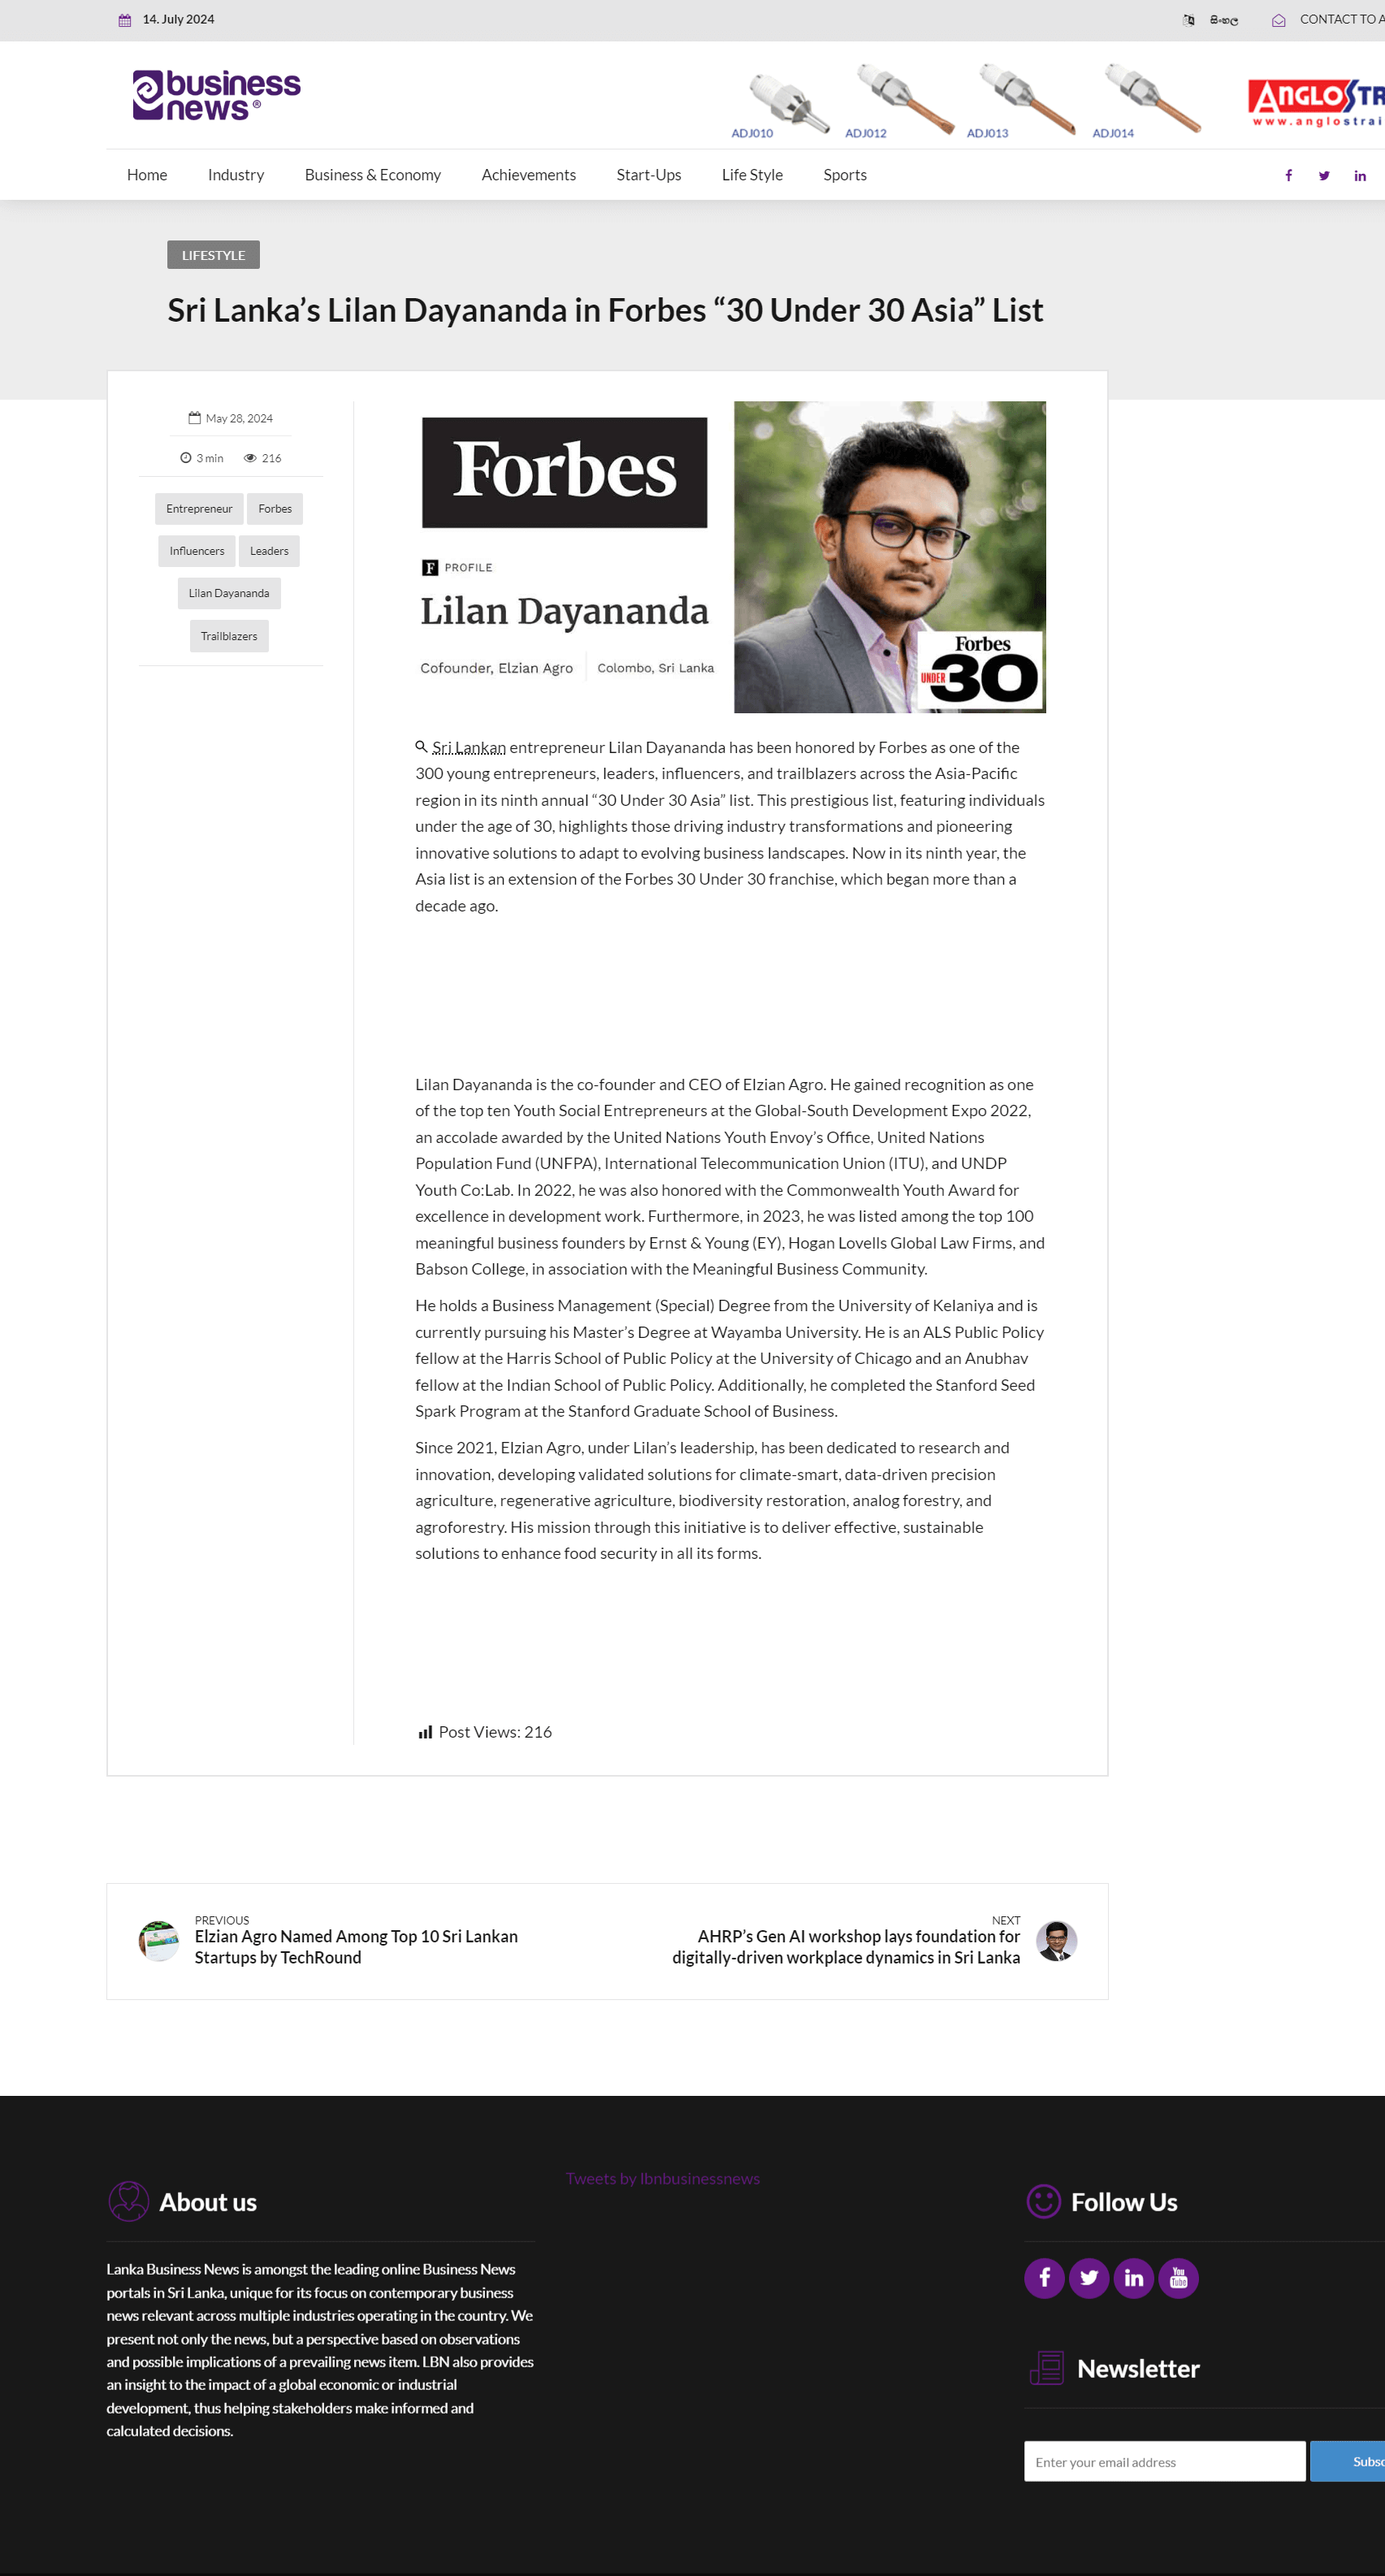 14. July 2024
සිංහල
CONTACT TO A
business
news®
ADJ010
ADJ012
ADJ013
ADJ014
ANGLOSTRA
www.anglostrai
Home
Industry
Business & Economy
Achievements
Start-Ups
Life Style
Sports
LIFESTYLE
Sri Lanka’s Lilan Dayananda in Forbes “30 Under 30 Asia” List
May 28, 2024
3 min
216
Entrepreneur
Forbes
Influencers
Leaders
Lilan Dayananda
Trailblazers
Forbes
F PROFILE
Lilan Dayananda
Cofounder, Elzian Agro
Colombo, Sri Lanka
Forbes
UNDER 30
Sri Lankan entrepreneur Lilan Dayananda has been honored by Forbes as one of the
300 young entrepreneurs, leaders, influencers, and trailblazers across the Asia-Pacific
region in its ninth annual “30 Under 30 Asia” list. This prestigious list, featuring individuals
under the age of 30, highlights those driving industry transformations and pioneering
innovative solutions to adapt to evolving business landscapes. Now in its ninth year, the
Asia list is an extension of the Forbes 30 Under 30 franchise, which began more than a
decade ago.
Lilan Dayananda is the co-founder and CEO of Elzian Agro. He gained recognition as one
of the top ten Youth Social Entrepreneurs at the Global-South Development Expo 2022,
an accolade awarded by the United Nations Youth Envoy’s Office, United Nations
Population Fund (UNFPA), International Telecommunication Union (ITU), and UNDP
Youth Co:Lab. In 2022, he was also honored with the Commonwealth Youth Award for
excellence in development work. Furthermore, in 2023, he was listed among the top 100
meaningful business founders by Ernst & Young (EY), Hogan Lovells Global Law Firms, and
Babson College, in association with the Meaningful Business Community.
He holds a Business Management (Special) Degree from the University of Kelaniya and is
currently pursuing his Master’s Degree at Wayamba University. He is an ALS Public Policy
fellow at the Harris School of Public Policy at the University of Chicago and an Anubhav
fellow at the Indian School of Public Policy. Additionally, he completed the Stanford Seed
Spark Program at the Stanford Graduate School of Business.
Since 2021, Elzian Agro, under Lilan’s leadership, has been dedicated to research and
innovation, developing validated solutions for climate-smart, data-driven precision
agriculture, regenerative agriculture, biodiversity restoration, analog forestry, and
agroforestry. His mission through this initiative is to deliver effective, sustainable
solutions to enhance food security in all its forms.
Post Views: 216
PREVIOUS
Elzian Agro Named Among Top 10 Sri Lankan
Startups by TechRound
NEXT
AHRP’s Gen AI workshop lays foundation for
digitally-driven workplace dynamics in Sri Lanka
About us
Lanka Business News is amongst the leading online Business News
portals in Sri Lanka, unique for its focus on contemporary business
news relevant across multiple industries operating in the country. We
present not only the news, but a perspective based on observations
and possible implications of a prevailing news item. LBN also provides
an insight to the impact of a global economic or industrial
development, thus helping stakeholders make informed and
calculated decisions.
Tweets by lbnbusinessnews
Follow Us
You
Tube
Newsletter
Enter your email address
Subsc